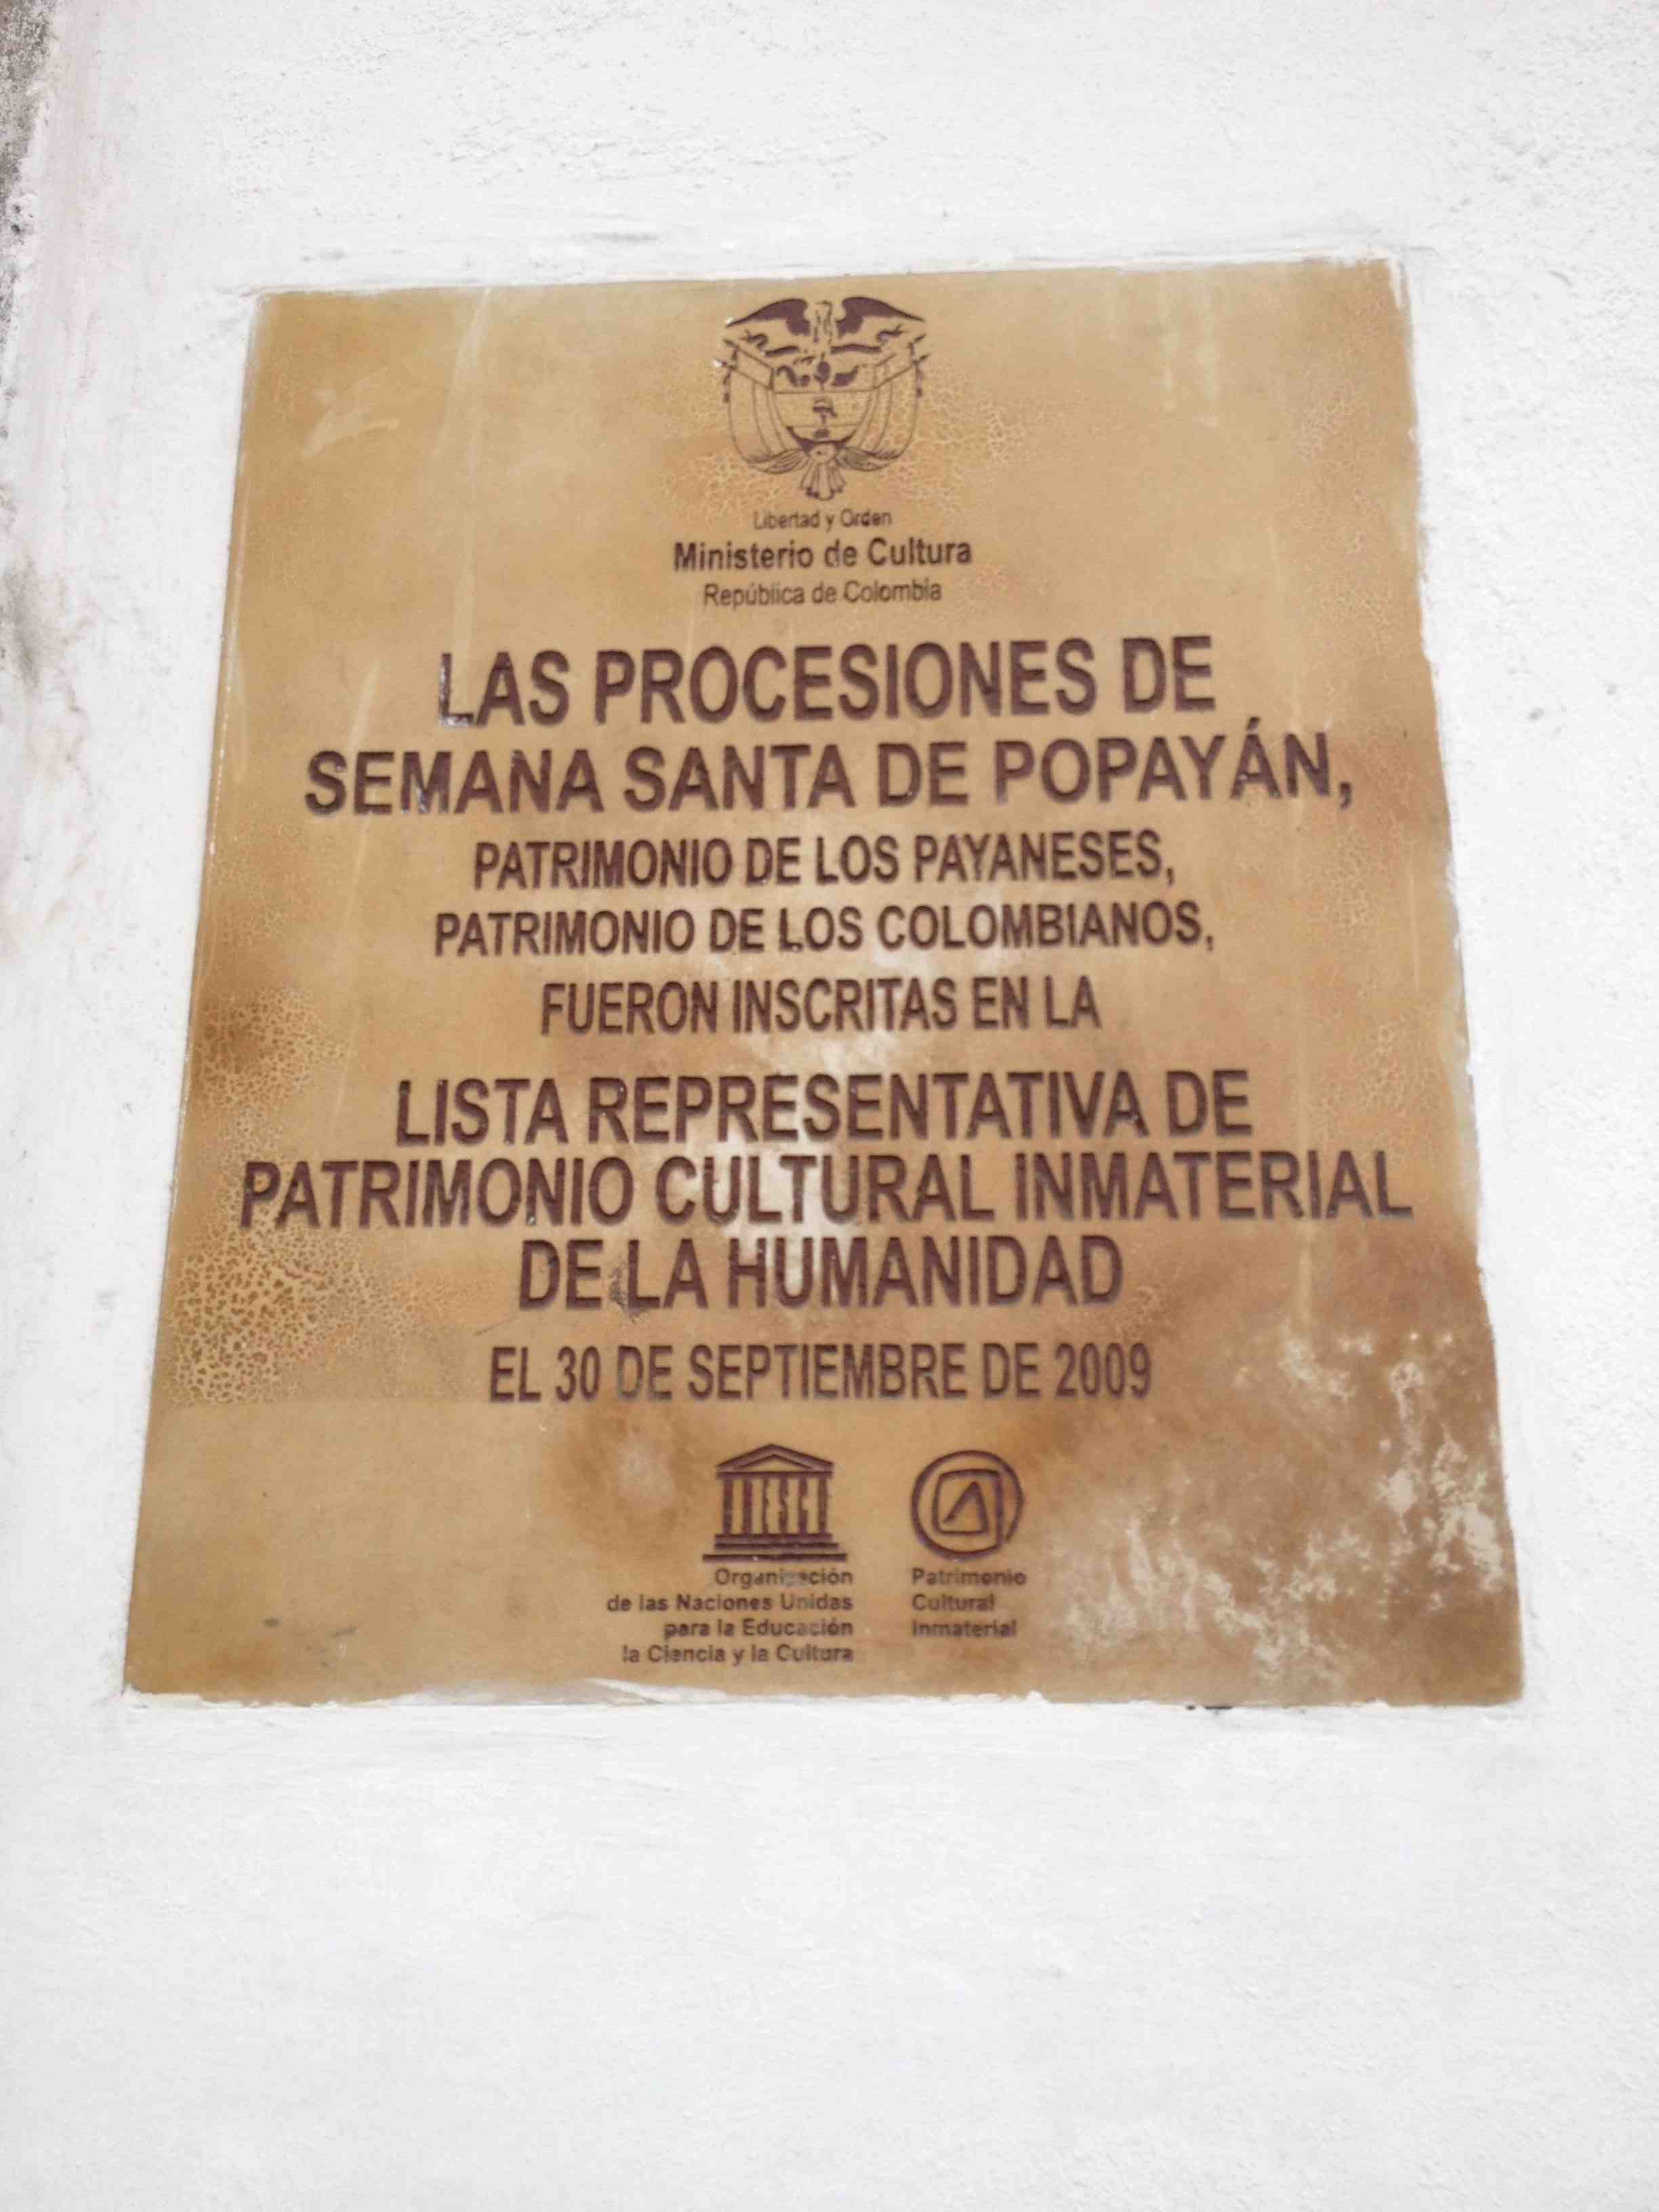 Libertad y Orden
Ministerio de Cultura
República de Colombia
LAS PROCESIONES DE
SEMANA SANTA DE POPAYÁN,
PATRIMONIO DE LOS PAYANESES,
PATRIMONIO DE LOS COLOMBIANOS,
FUERON INSCRITAS EN LA
LISTA REPRESENTATIVA DE
PATRIMONIO CULTURAL INMATERIAL
DE LA HUMANIDAD
EL 30 DE SEPTIEMBRE DE 2009
UNESCO
Organización
de las Naciones Unidas
para la Educación
la Ciencia y la Cultura
Patrimonio
Cultural
Inmaterial